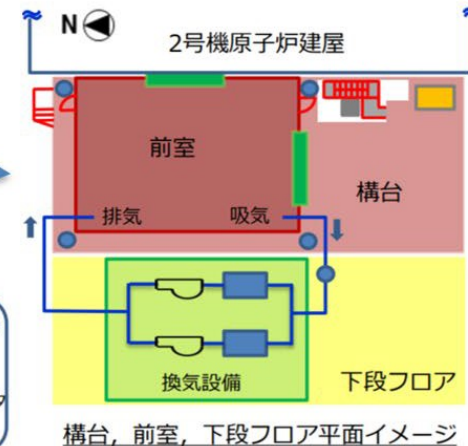 N
2号機原子炉建屋
前室
構台
排気
吸気
換気設備
下段フロア
構台, 前室, 下段フロア平面イメージ